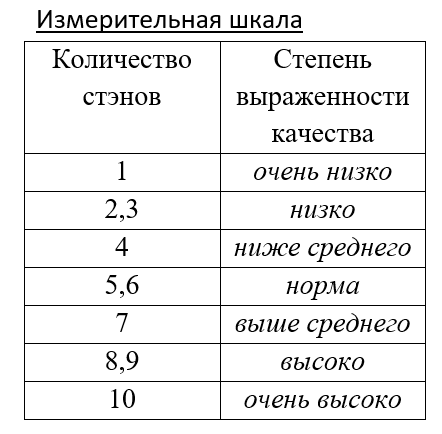 Измерительная шкала
Количество стэнов | Степень выраженности качества
1 | очень низко
2,3 | низко
4 | ниже среднего
5,6 | норма
7 | выше среднего
8,9 | высоко
10 | очень высоко